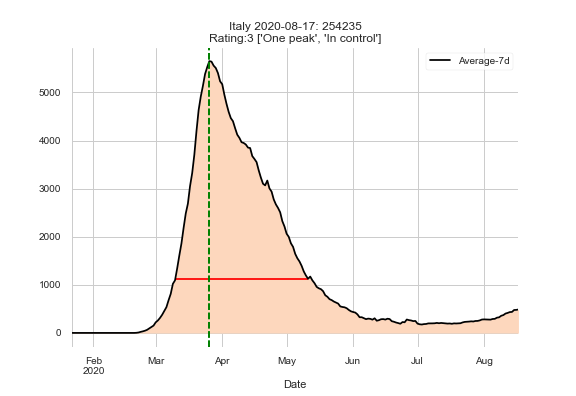 Italy 2020-08-17: 254235
Rating:3 ['One peak', 'In control']
Average-7d
5000
4000
3000
2000
1000
0
Feb Mar Apr May Jun Jul Aug
2020
Date